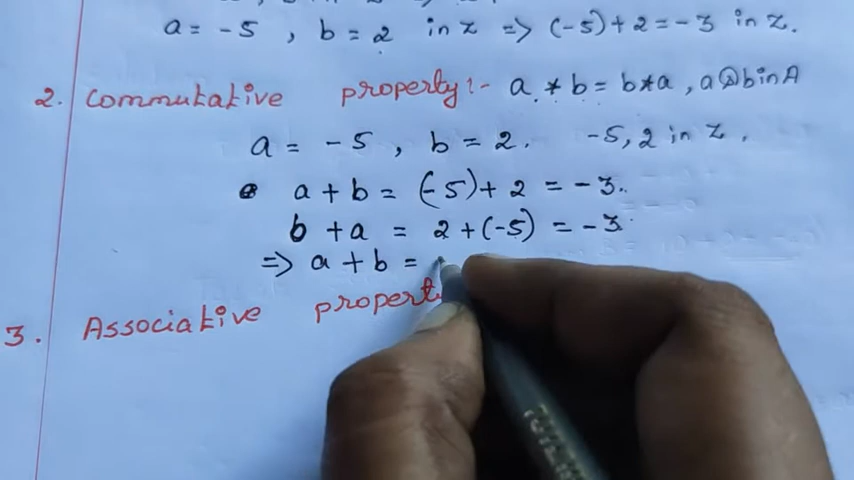 a = -5 , b = 2 in z => (-5) + 2 = -3 in z.
2. Commutative property :- a * b = b * a , a & b in A
a = -5 , b = 2. -5, 2 in z .
a + b = (-5) + 2 = -3.
b + a = 2 + (-5) = -3.
=> a + b =
3. Associative property